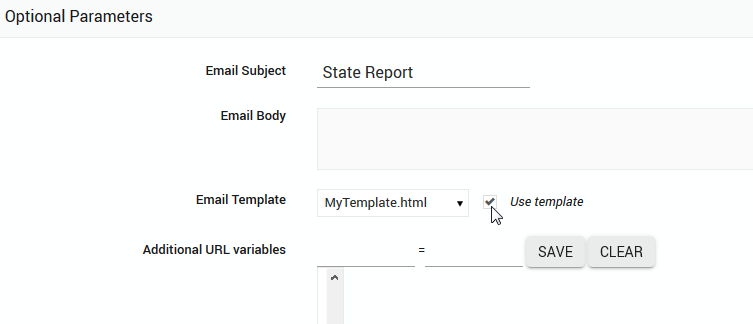 Optional Parameters
Email Subject State Report
Email Body
Email Template MyTemplate.html Use template
Additional URL variables = SAVE CLEAR